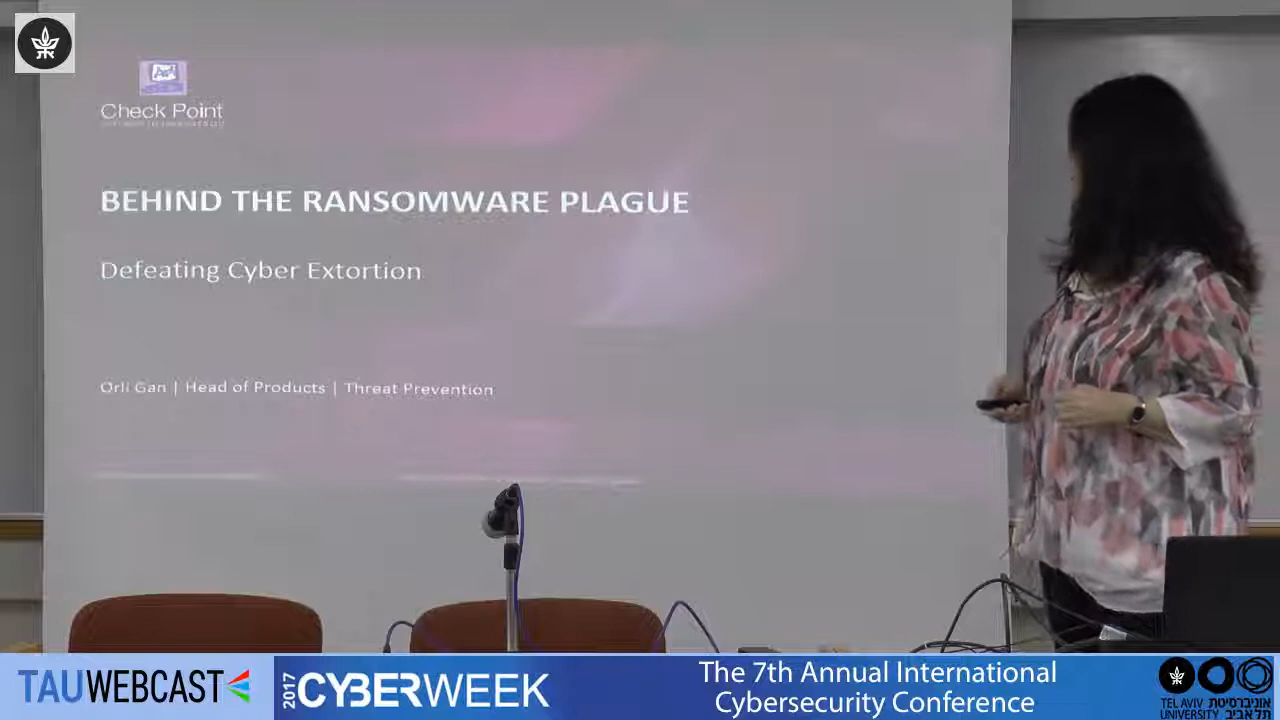 Check Point
BEHIND THE RANSOMWARE PLAGUE
Defeating Cyber Extortion
Orli Gan | Head of Products | Threat Prevention
TAUWEBCAST
2017 CYBERWEEK
The 7th Annual International
Cybersecurity Conference
TEL AVIV אוניברסיטת
UNIVERSITY תל אביב